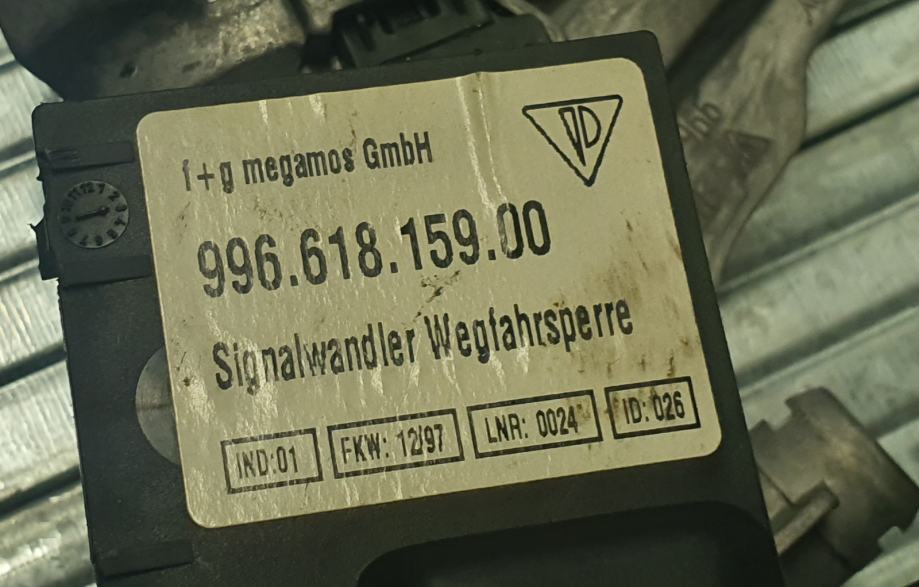 f+g megamos GmbH
996.618.159.00
Signalwandler Wegfahrsperre
IND:01 FKW: 12/97 LNR: 0024 ID: 026